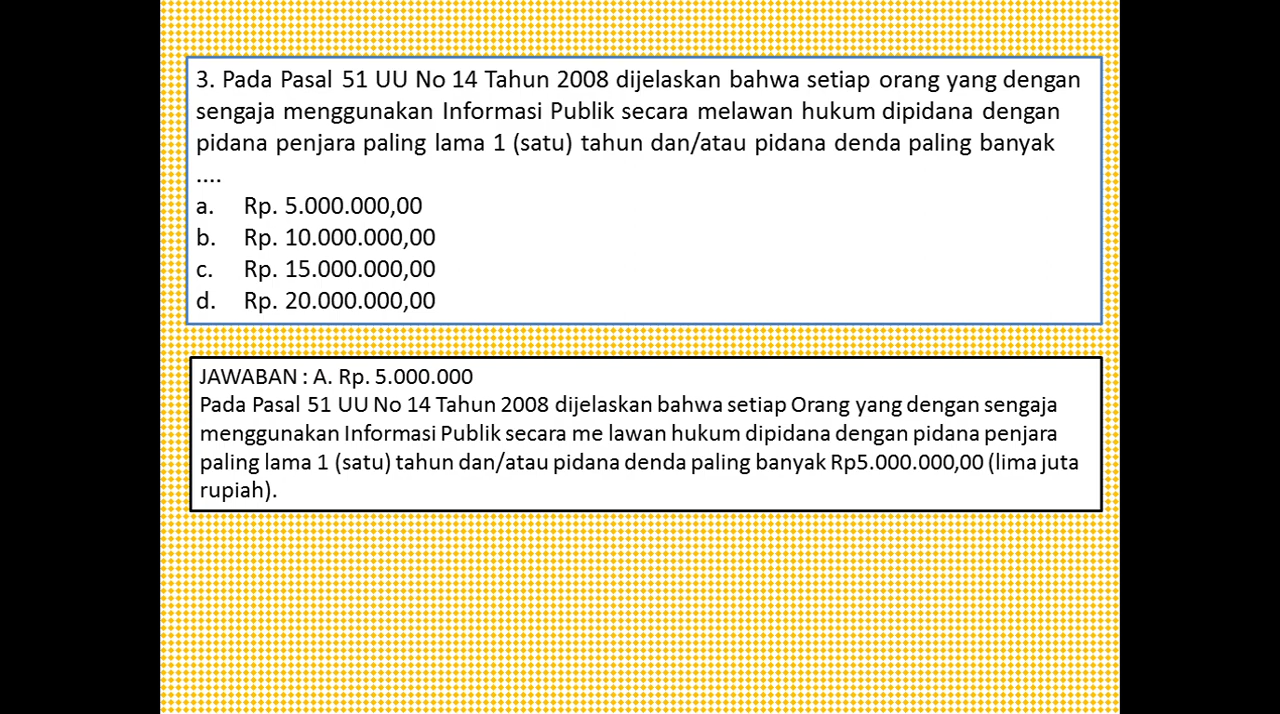 3. Pada Pasal 51 UU No 14 Tahun 2008 dijelaskan bahwa setiap orang yang dengan
sengaja menggunakan Informasi Publik secara melawan hukum dipidana dengan
pidana penjara paling lama 1 (satu) tahun dan/atau pidana denda paling banyak
....
a. Rp. 5.000.000,00
b. Rp. 10.000.000,00
c. Rp. 15.000.000,00
d. Rp. 20.000.000,00
JAWABAN : A. Rp. 5.000.000
Pada Pasal 51 UU No 14 Tahun 2008 dijelaskan bahwa setiap Orang yang dengan sengaja
menggunakan Informasi Publik secara me lawan hukum dipidana dengan pidana penjara
paling lama 1 (satu) tahun dan/atau pidana denda paling banyak Rp5.000.000,00 (lima juta
rupiah).